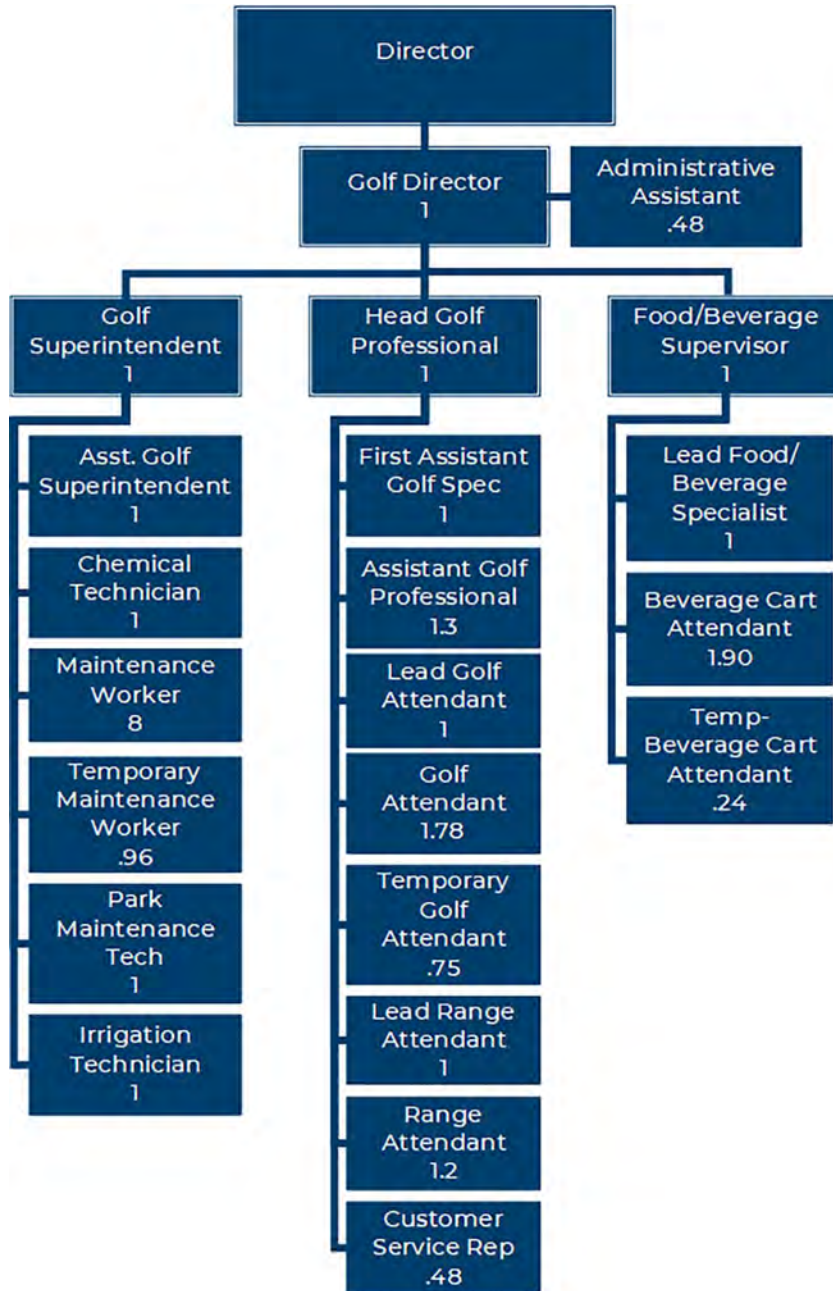 Director
Golf Director
1
Administrative
Assistant
.48
Golf
Superintendent
1
Asst. Golf
Superintendent
1
Chemical
Technician
1
Maintenance
Worker
8
Temporary
Maintenance
Worker
.96
Park
Maintenance
Tech
1
Irrigation
Technician
1
Head Golf
Professional
1
First Assistant
Golf Spec
1
Assistant Golf
Professional
1.3
Lead Golf
Attendant
1
Golf
Attendant
1.78
Temporary
Golf
Attendant
.75
Lead Range
Attendant
1
Range
Attendant
1.2
Customer
Service Rep
.48
Food/Beverage
Supervisor
1
Lead Food/
Beverage
Specialist
1
Beverage Cart
Attendant
1.90
Temp-
Beverage Cart
Attendant
.24